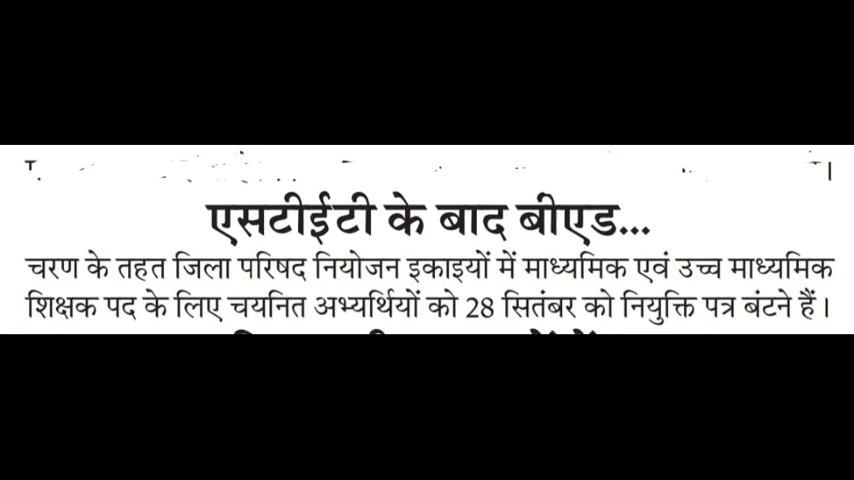 एसटीईटी के बाद बीएड...
चरण के तहत जिला परिषद नियोजन इकाइयों में माध्यमिक एवं उच्च माध्यमिक
शिक्षक पद के लिए चयनित अभ्यर्थियों को 28 सितंबर को नियुक्ति पत्र बंटने हैं।